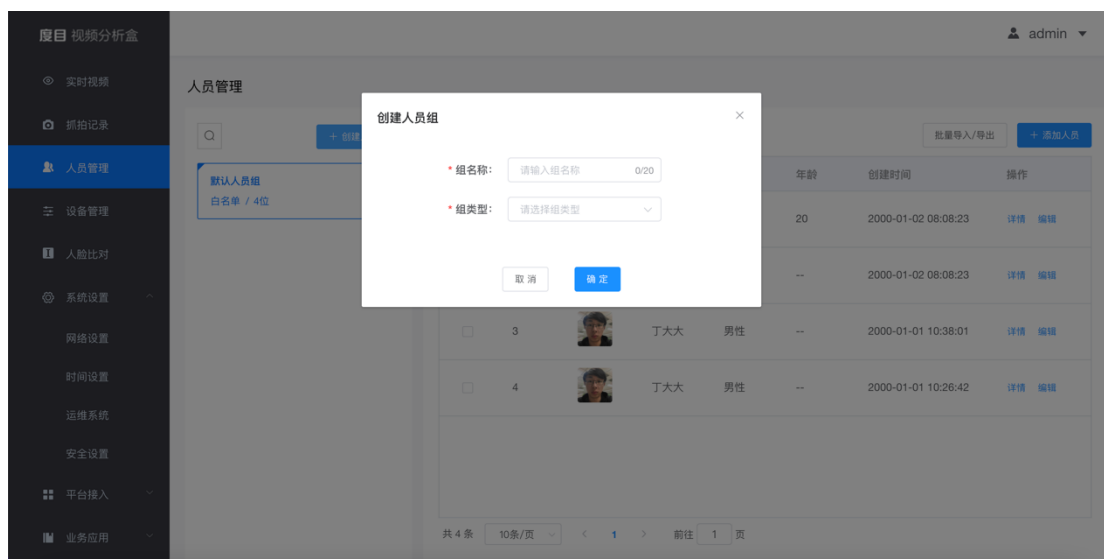 度目 视频分析盒
admin
实时视频
抓拍记录
人员管理
设备管理
人脸比对
系统设置
网络设置
时间设置
运维系统
安全设置
平台接入
业务应用
人员管理
+ 创建
默认人员组
白名单 / 4位
批量导入/导出
+ 添加人员
年龄 创建时间 操作
20 2000-01-02 08:08:23 详情 编辑
-- 2000-01-02 08:08:23 详情 编辑
3 丁大大 男性 -- 2000-01-01 10:38:01 详情 编辑
4 丁大大 男性 -- 2000-01-01 10:26:42 详情 编辑
共 4 条 10条/页 1 前往 1 页
创建人员组
* 组名称: 请输入组名称 0/20
* 组类型: 请选择组类型
取消 确定